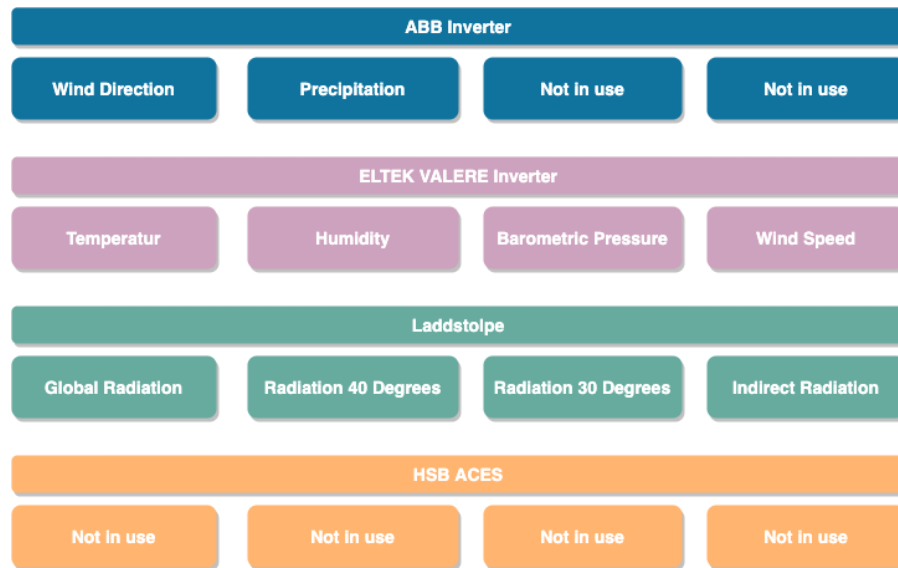 ABB Inverter
Wind Direction
Precipitation
Not in use
Not in use
ELTEK VALERE Inverter
Temperatur
Humidity
Barometric Pressure
Wind Speed
Laddstolpe
Global Radiation
Radiation 40 Degrees
Radiation 30 Degrees
Indirect Radiation
HSB ACES
Not in use
Not in use
Not in use
Not in use